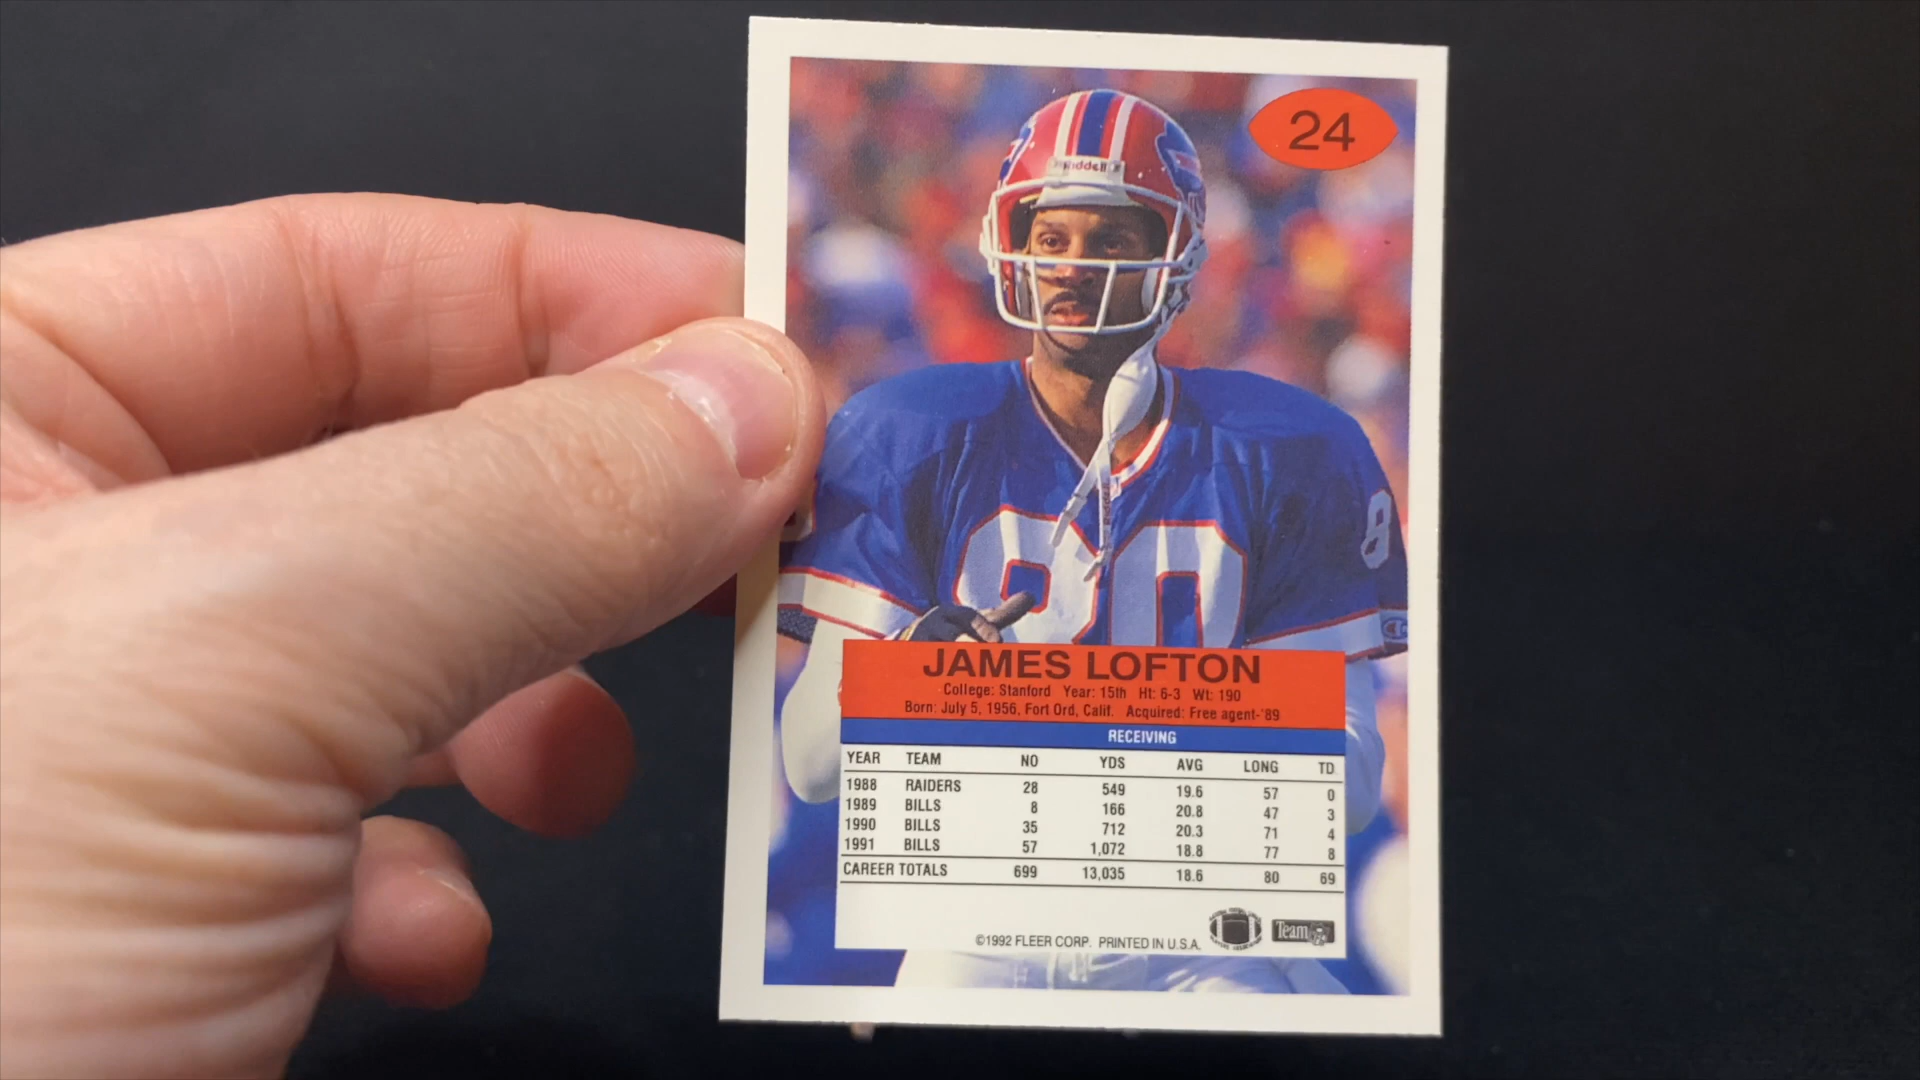 24
Riddell
80
8
JAMES LOFTON
College: Stanford Year: 15th Ht: 6-3 Wt: 190
Born: July 5, 1956, Fort Ord, Calif. Acquired: Free agent-'89
RECEIVING
YEAR TEAM NO YDS AVG LONG TD
1988 RAIDERS 28 549 19.6 57 0
1989 BILLS 8 166 20.8 47 3
1990 BILLS 35 712 20.3 71 4
1991 BILLS 57 1,072 18.8 77 8
CAREER TOTALS 699 13,035 18.6 80 69
©1992 FLEER CORP. PRINTED IN U.S.A.
Team